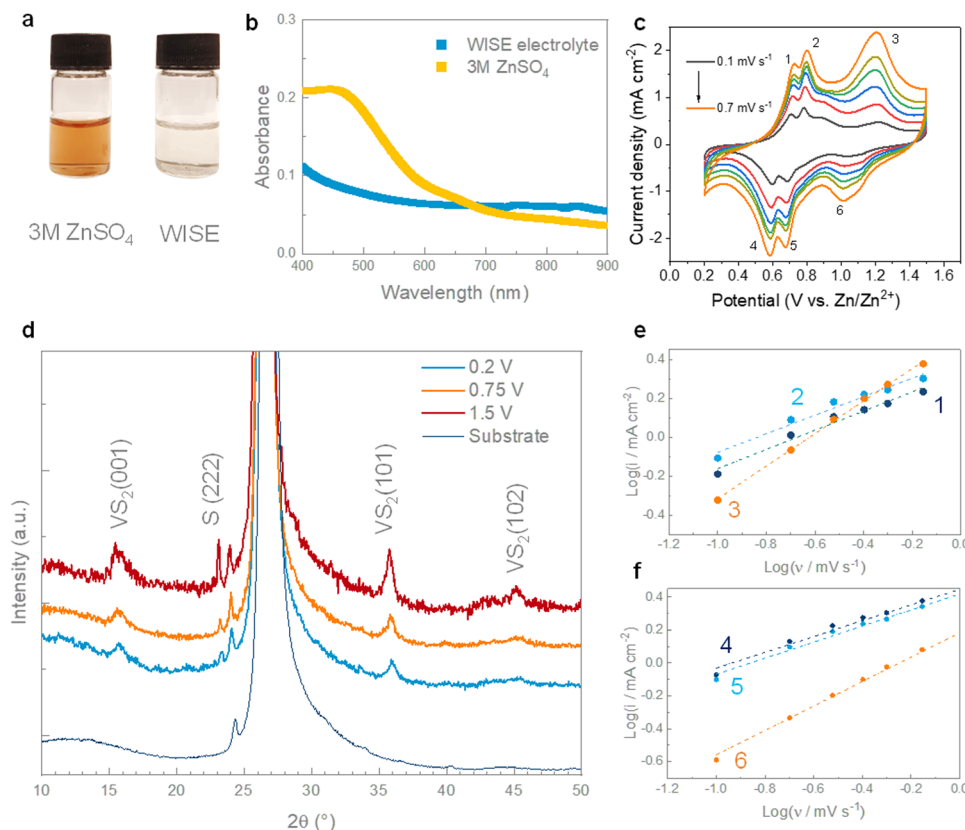 a
3M ZnSO₄
WISE
b
WISE electrolyte
3M ZnSO₄
0.3
0.2
0.1
0.0
Absorbance
400 500 600 700 800 900
Wavelength (nm)
c
1
2
3
0.1 mV s⁻¹
0.7 mV s⁻¹
4
5
6
2
1
0
-1
-2
Current density (mA cm⁻²)
0.2 0.4 0.6 0.8 1.0 1.2 1.4 1.6
Potential (V vs. Zn/Zn²⁺)
d
0.2 V
0.75 V
1.5 V
Substrate
VS₂(001)
S (222)
VS₂(101)
VS₂(102)
Intensity (a.u.)
10 15 20 25 30 35 40 45 50
2θ (°)
e
0.4
0.2
0.0
-0.2
-0.4
Log(i / mA cm⁻²)
2
1
3
-1.2 -1.0 -0.8 -0.6 -0.4 -0.2 0.0
Log(ν / mV s⁻¹)
f
0.4
0.2
0.0
-0.2
-0.4
-0.6
Log(i / mA cm⁻²)
4
5
6
-1.2 -1.0 -0.8 -0.6 -0.4 -0.2 0.0
Log(ν / mV s⁻¹)